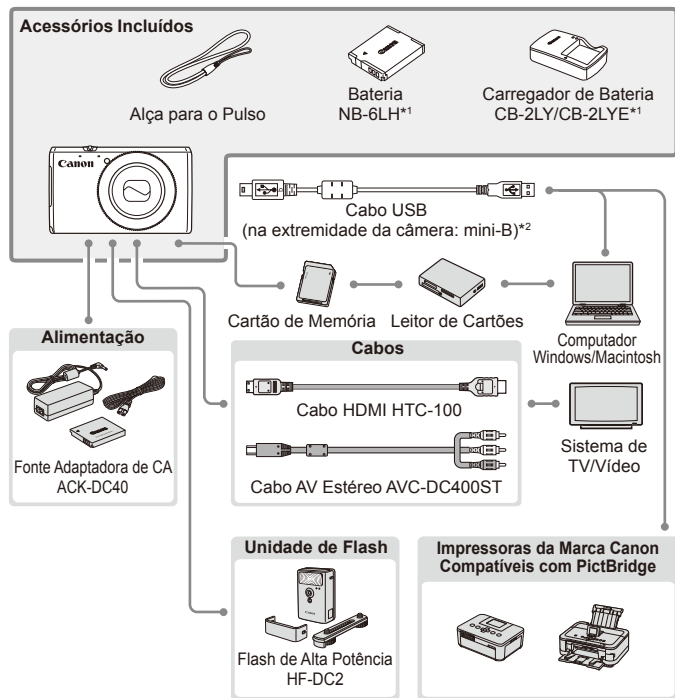 Acessórios Incluídos
Alça para o Pulso
Bateria
NB-6LH*1
Carregador de Bateria
CB-2LY/CB-2LYE*1
Canon
Cabo USB
(na extremidade da câmera: mini-B)*2
Cartão de Memória
Leitor de Cartões
Computador
Windows/Macintosh
Alimentação
Fonte Adaptadora de CA
ACK-DC40
Cabos
Cabo HDMI HTC-100
Cabo AV Estéreo AVC-DC400ST
Sistema de
TV/Vídeo
Unidade de Flash
Flash de Alta Potência
HF-DC2
Impressoras da Marca Canon
Compatíveis com PictBridge